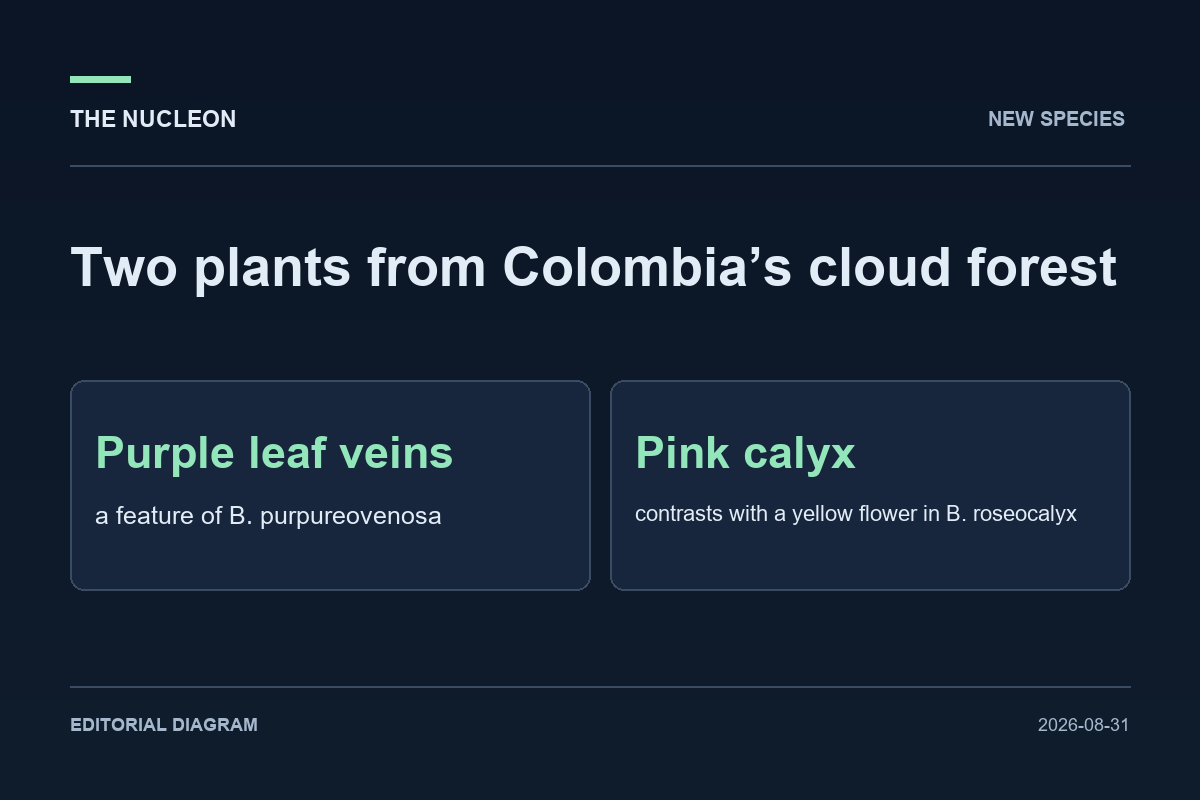 THE NUCLEON
NEW SPECIES
Two plants from Colombia’s cloud forest
Purple leaf veins
a feature of B. purpureovenosa
Pink calyx
contrasts with a yellow flower in B. roseocalyx
EDITORIAL DIAGRAM
2026-08-31